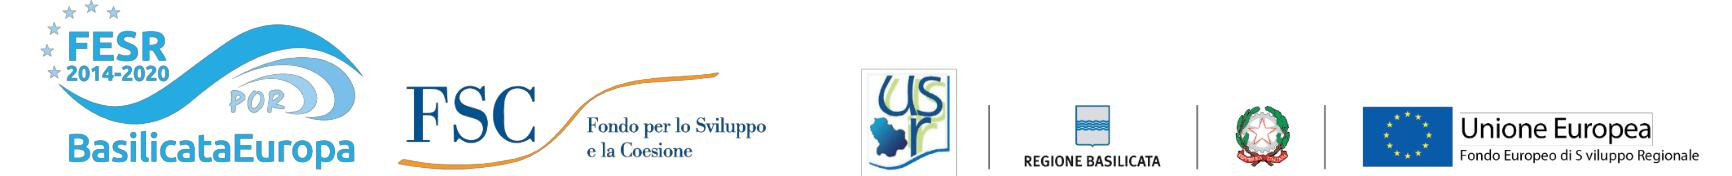 FESR
2014-2020
POR
BasilicataEuropa
FSC
Fondo per lo Sviluppo
e la Coesione
usr
REGIONE BASILICATA
Unione Europea
Fondo Europeo di S viluppo Regionale